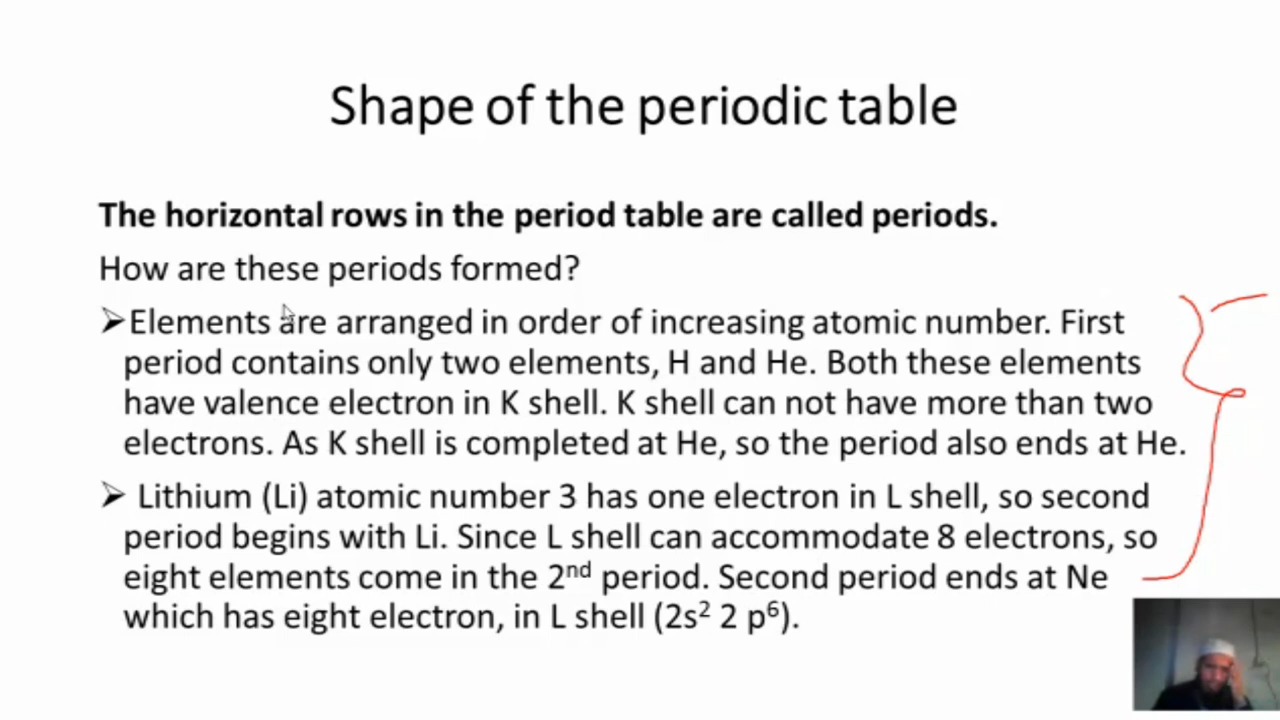 Shape of the periodic table
The horizontal rows in the period table are called periods.
How are these periods formed?
➢Elements are arranged in order of increasing atomic number. First
period contains only two elements, H and He. Both these elements
have valence electron in K shell. K shell can not have more than two
electrons. As K shell is completed at He, so the period also ends at He.
➢ Lithium (Li) atomic number 3 has one electron in L shell, so second
period begins with Li. Since L shell can accommodate 8 electrons, so
eight elements come in the 2ⁿᵈ period. Second period ends at Ne
which has eight electron, in L shell (2s² 2 p⁶).